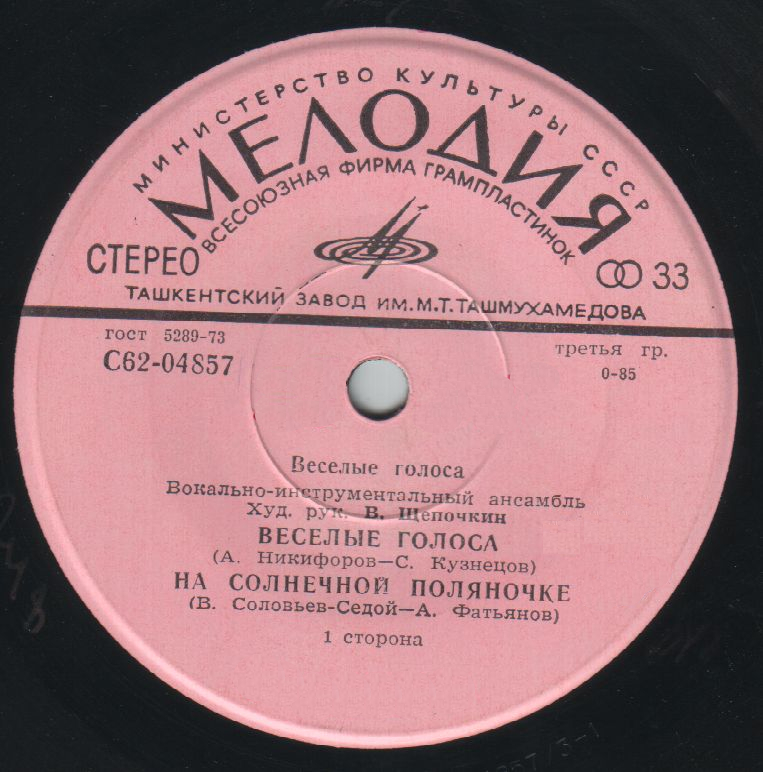 МИНИСТЕРСТВО КУЛЬТУРЫ СССР
МЕЛОДИЯ
ВСЕСОЮЗНАЯ ФИРМА ГРАМПЛАСТИНОК
СТЕРЕО
33
ТАШКЕНТСКИЙ ЗАВОД ИМ. М.Т. ТАШМУХАМЕДОВА
гост 5289-73
третья гр.
С62-04857
0-85
Веселые голоса
Вокально-инструментальный ансамбль
Худ. рук. В. Щепочкин
ВЕСЕЛЫЕ ГОЛОСА
(А. Никифоров—С. Кузнецов)
НА СОЛНЕЧНОЙ ПОЛЯНОЧКЕ
(В. Соловьев-Седой—А. Фатьянов)
1 сторона